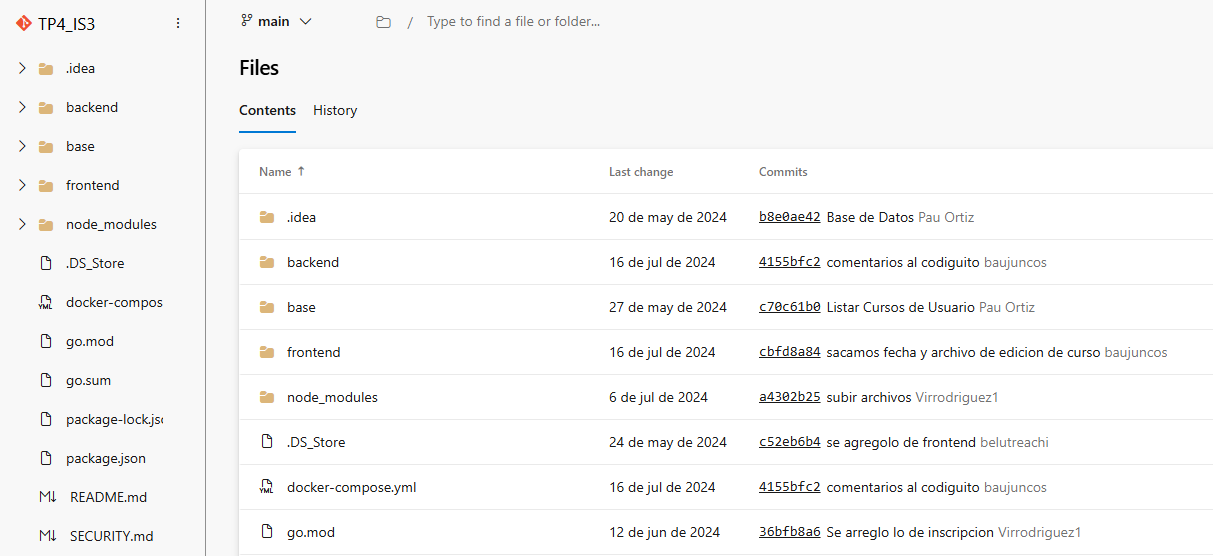 TP4_IS3
.idea
backend
base
frontend
node_modules
.DS_Store
YML docker-compos
go.mod
go.sum
package-lock.jso
package.json
M↓ README.md
M↓ SECURITY.md
main / Type to find a file or folder...
Files
Contents History
Name ↑ Last change Commits
.idea 20 de may de 2024 b8e0ae42 Base de Datos Pau Ortiz
backend 16 de jul de 2024 4155bfc2 comentarios al codiguito baujuncos
base 27 de may de 2024 c70c61b0 Listar Cursos de Usuario Pau Ortiz
frontend 16 de jul de 2024 cbfd8a84 sacamos fecha y archivo de edicion de curso baujuncos
node_modules 6 de jul de 2024 a4302b25 subir archivos Virrodriguez1
.DS_Store 24 de may de 2024 c52eb6b4 se agregolo de frontend belutreachi
YML docker-compose.yml 16 de jul de 2024 4155bfc2 comentarios al codiguito baujuncos
go.mod 12 de jun de 2024 36bfb8a6 Se arreglo lo de inscripcion Virrodriguez1